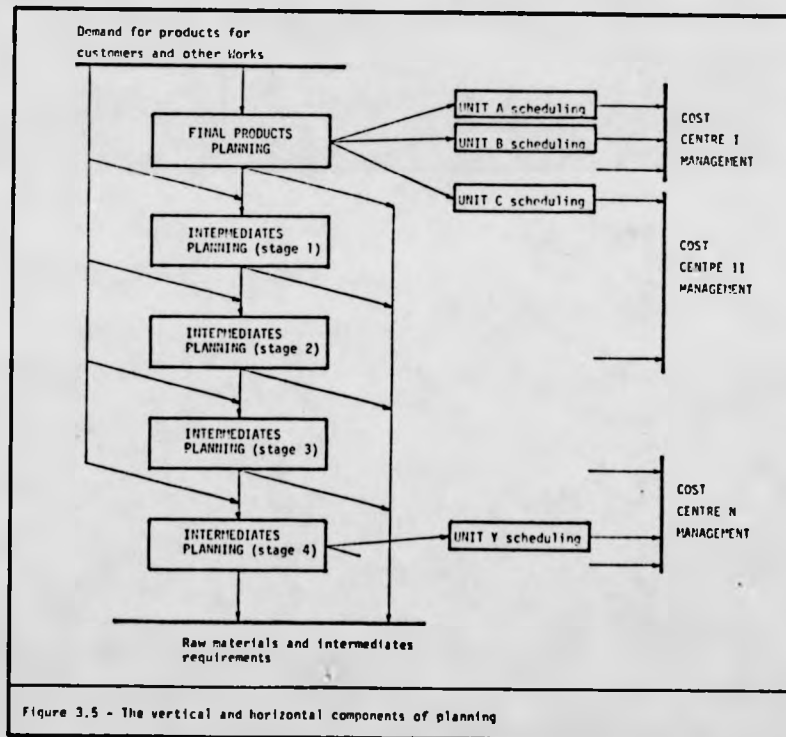 Demand for products for
customers and other Works
FINAL PRODUCTS
PLANNING
UNIT A scheduling
UNIT B scheduling
UNIT C scheduling
COST
CENTRE I
MANAGEMENT
INTERMEDIATES
PLANNING (stage 1)
COST
CENTRE II
MANAGEMENT
INTERMEDIATES
PLANNING (stage 2)
INTERMEDIATES
PLANNING (stage 3)
INTERMEDIATES
PLANNING (stage 4)
UNIT Y scheduling
COST
CENTRE N
MANAGEMENT
Raw materials and intermediates
requirements
Figure 3.5 - The vertical and horizontal components of planning